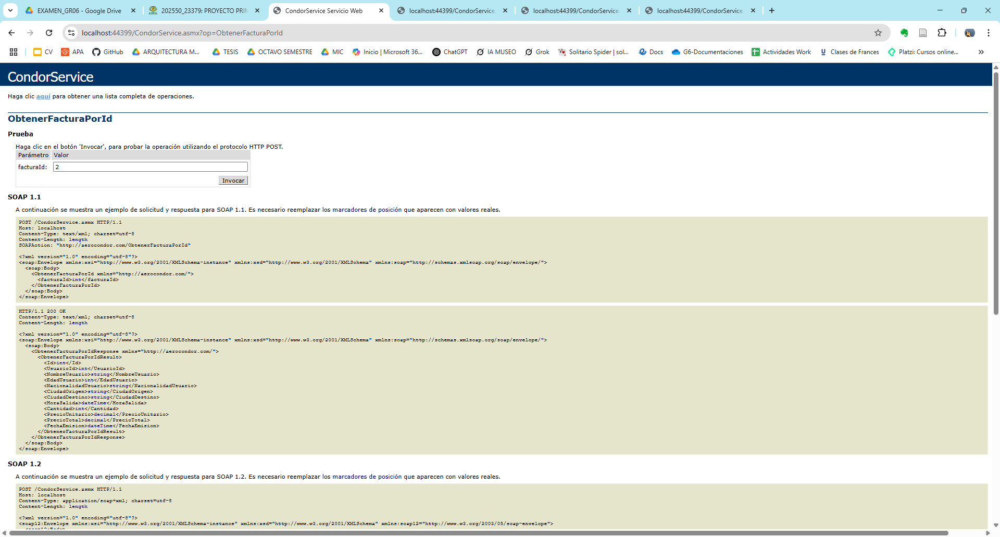 EXAMEN_GR06 - Google Drive
202550_23379: PROYECTO PRIM
CondorService Servicio Web
localhost:44399/CondorService.
localhost:44399/CondorService.
localhost:44399/CondorService.
localhost:44399/CondorService.asmx?op=ObtenerFacturaPorId
CV
APA
GitHub
ARQUITECTURA M...
TESIS
OCTAVO SEMESTRE
MIC
Inicio | Microsoft 36...
ChatGPT
IA MUSEO
Grok
Solitario Spider | sol...
Docs
G6-Documentaciones
Actividades Work
Clases de Frances
Platzi: Cursos online...
CondorService
Haga clic aquí para obtener una lista completa de operaciones.
ObtenerFacturaPorId
Prueba
Haga clic en el botón 'Invocar', para probar la operación utilizando el protocolo HTTP POST.
Parámetro Valor
facturaId: 2
Invocar
SOAP 1.1
A continuación se muestra un ejemplo de solicitud y respuesta para SOAP 1.1. Es necesario reemplazar los marcadores de posición que aparecen con valores reales.
POST /CondorService.asmx HTTP/1.1
Host: localhost
Content-Type: text/xml; charset=utf-8
Content-Length: length
SOAPAction: "http://aerocondor.com/ObtenerFacturaPorId"
<?xml version="1.0" encoding="utf-8"?>
<soap:Envelope xmlns:xsi="http://www.w3.org/2001/XMLSchema-instance" xmlns:xsd="http://www.w3.org/2001/XMLSchema" xmlns:soap="http://schemas.xmlsoap.org/soap/envelope/">
<soap:Body>
<ObtenerFacturaPorId xmlns="http://aerocondor.com/">
<facturaId>int</facturaId>
</ObtenerFacturaPorId>
</soap:Body>
</soap:Envelope>
HTTP/1.1 200 OK
Content-Type: text/xml; charset=utf-8
Content-Length: length
<?xml version="1.0" encoding="utf-8"?>
<soap:Envelope xmlns:xsi="http://www.w3.org/2001/XMLSchema-instance" xmlns:xsd="http://www.w3.org/2001/XMLSchema" xmlns:soap="http://schemas.xmlsoap.org/soap/envelope/">
<soap:Body>
<ObtenerFacturaPorIdResponse xmlns="http://aerocondor.com/">
<ObtenerFacturaPorIdResult>
<Id>int</Id>
<UsuarioId>int</UsuarioId>
<NombreUsuario>string</NombreUsuario>
<EdadUsuario>int</EdadUsuario>
<NacionalidadUsuario>string</NacionalidadUsuario>
<CiudadOrigen>string</CiudadOrigen>
<CiudadDestino>string</CiudadDestino>
<HoraSalida>dateTime</HoraSalida>
<Cantidad>int</Cantidad>
<PrecioUnitario>decimal</PrecioUnitario>
<PrecioTotal>decimal</PrecioTotal>
<FechaEmision>dateTime</FechaEmision>
</ObtenerFacturaPorIdResult>
</ObtenerFacturaPorIdResponse>
</soap:Body>
</soap:Envelope>
SOAP 1.2
A continuación se muestra un ejemplo de solicitud y respuesta para SOAP 1.2. Es necesario reemplazar los marcadores de posición que aparecen con valores reales.
POST /CondorService.asmx HTTP/1.1
Host: localhost
Content-Type: application/soap+xml; charset=utf-8
Content-Length: length
<?xml version="1.0" encoding="utf-8"?>
<soap12:Envelope xmlns:xsi="http://www.w3.org/2001/XMLSchema-instance" xmlns:xsd="http://www.w3.org/2001/XMLSchema" xmlns:soap12="http://www.w3.org/2003/05/soap-envelope">